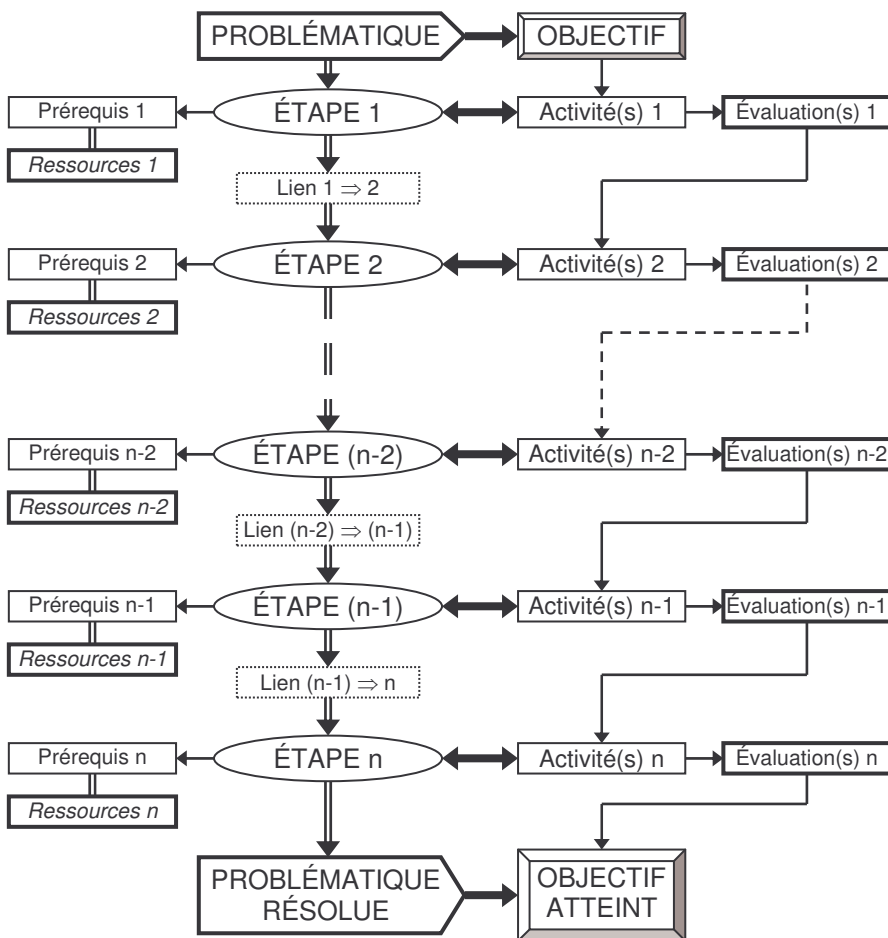 PROBLÉMATIQUE
OBJECTIF
Prérequis 1
ÉTAPE 1
Activité(s) 1
Évaluation(s) 1
Ressources 1
Lien 1 ⇒ 2
Prérequis 2
ÉTAPE 2
Activité(s) 2
Évaluation(s) 2
Ressources 2
Prérequis n-2
ÉTAPE (n-2)
Activité(s) n-2
Évaluation(s) n-2
Ressources n-2
Lien (n-2) ⇒ (n-1)
Prérequis n-1
ÉTAPE (n-1)
Activité(s) n-1
Évaluation(s) n-1
Ressources n-1
Lien (n-1) ⇒ n
Prérequis n
ÉTAPE n
Activité(s) n
Évaluation(s) n
Ressources n
PROBLÉMATIQUE
RÉSOLUE
OBJECTIF
ATTEINT